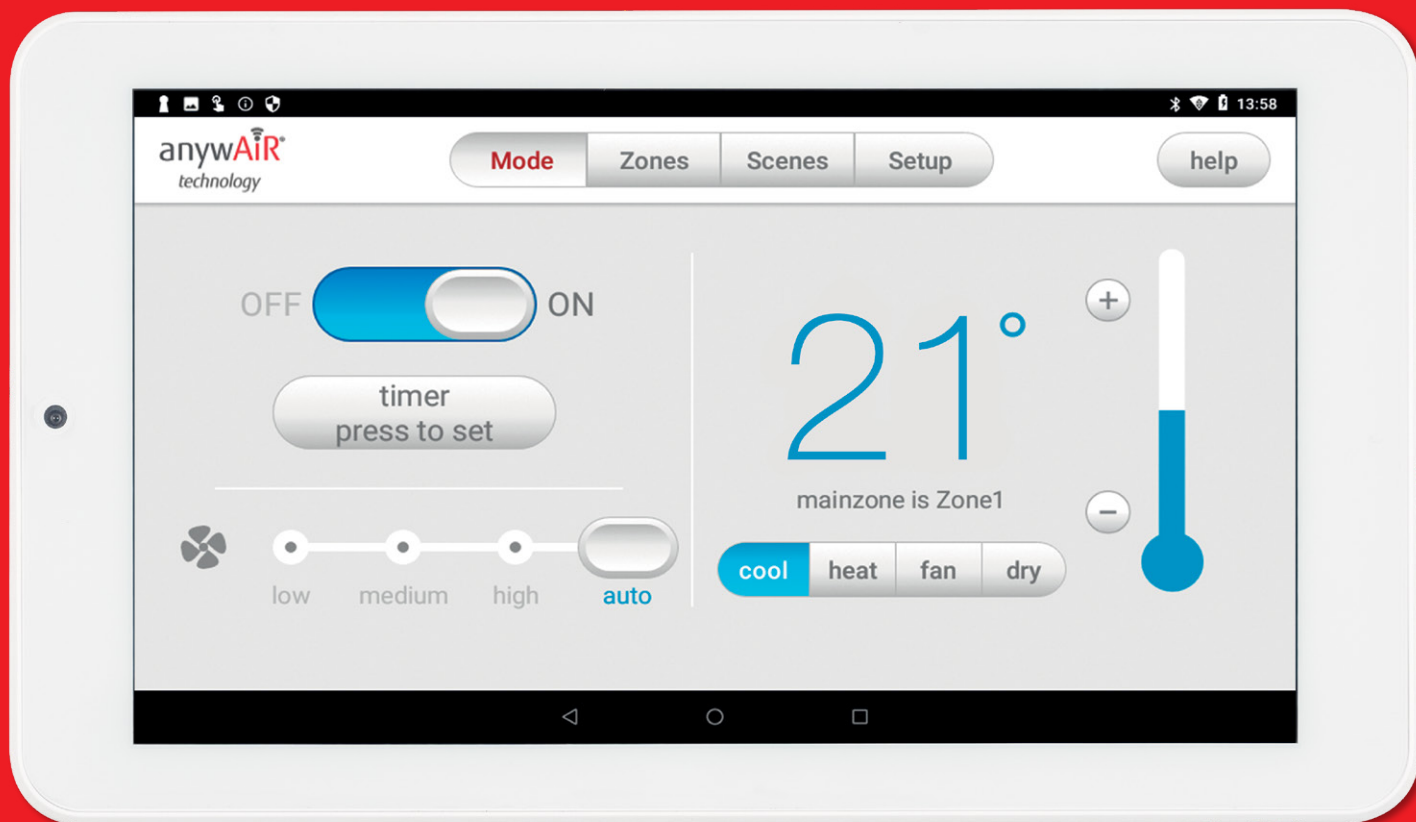 13:58
anywAiR®
technology
Mode Zones Scenes Setup help
OFF ON
timer
press to set
21°
mainzone is Zone1
cool heat fan dry
low medium high auto